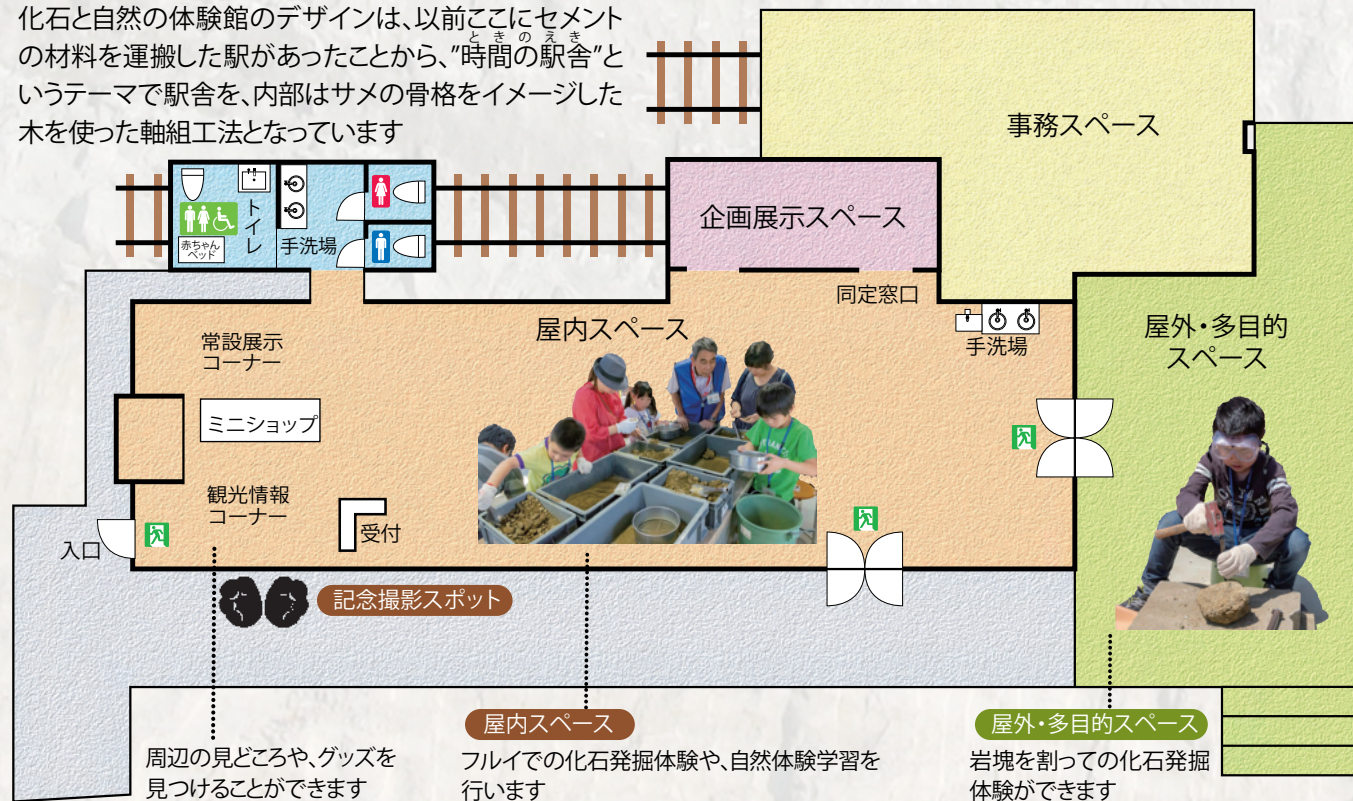 化石と自然の体験館のデザインは、以前ここにセメント
の材料を運搬した駅があったことから、"時間の駅舎"と
ときのえき
いうテーマで駅舎を、内部はサメの骨格をイメージした
木を使った軸組工法となっています
事務スペース
トイレ
赤ちゃん
ベッド
手洗場
企画展示スペース
同定窓口
手洗場
屋外・多目的
スペース
屋内スペース
常設展示
コーナー
ミニショップ
観光情報
コーナー
受付
入口
記念撮影スポット
周辺の見どころや、グッズを
見つけることができます
屋内スペース
フルイでの化石発掘体験や、自然体験学習を
行います
屋外・多目的スペース
岩塊を割っての化石発掘
体験ができます